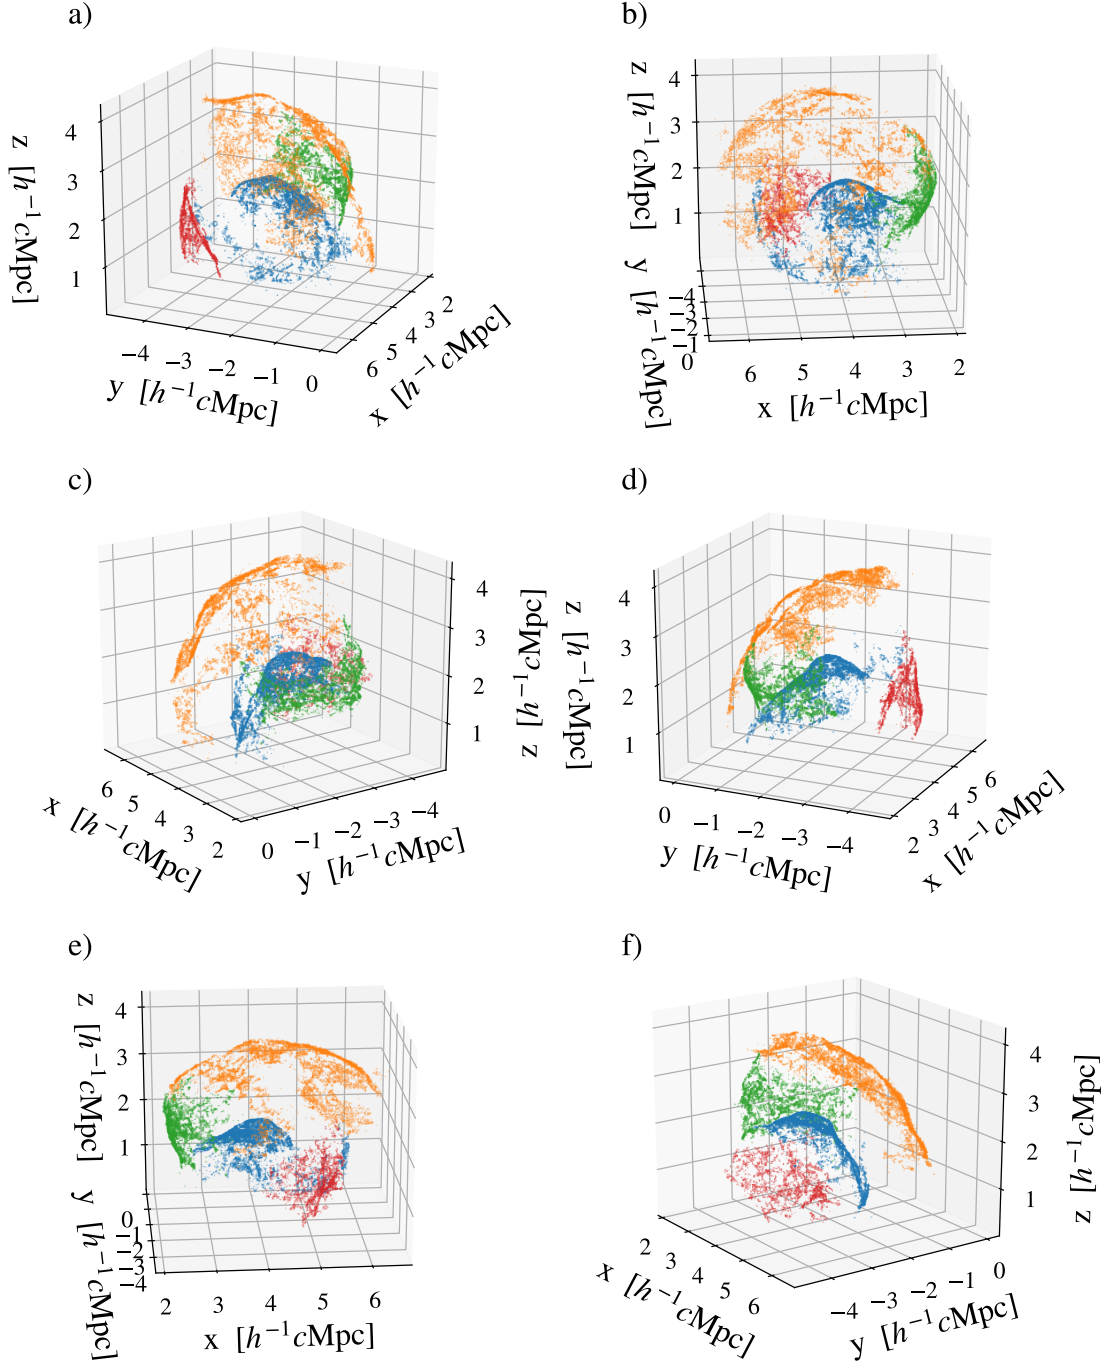 a)
z [h⁻¹cMpc]
4
3
2
1
−4 −3 −2 −1 0
y [h⁻¹cMpc]
6 5 4 3 2
x [h⁻¹cMpc]
b)
z [h⁻¹cMpc]
4
3
2
1
y [h⁻¹cMpc]
−4
−3
−2
−1
0
6 5 4 3 2
x [h⁻¹cMpc]
c)
4
3
2
1
z [h⁻¹cMpc]
6 5 4 3 2
x [h⁻¹cMpc]
0 −1 −2 −3 −4
y [h⁻¹cMpc]
d)
z [h⁻¹cMpc]
4
3
2
1
0 −1 −2 −3 −4
y [h⁻¹cMpc]
2 3 4 5 6
x [h⁻¹cMpc]
e)
z [h⁻¹cMpc]
4
3
2
1
y [h⁻¹cMpc]
0
−1
−2
−3
−4
2 3 4 5 6
x [h⁻¹cMpc]
f)
4
3
2
1
z [h⁻¹cMpc]
2 3 4 5 6
x [h⁻¹cMpc]
−4 −3 −2 −1 0
y [h⁻¹cMpc]